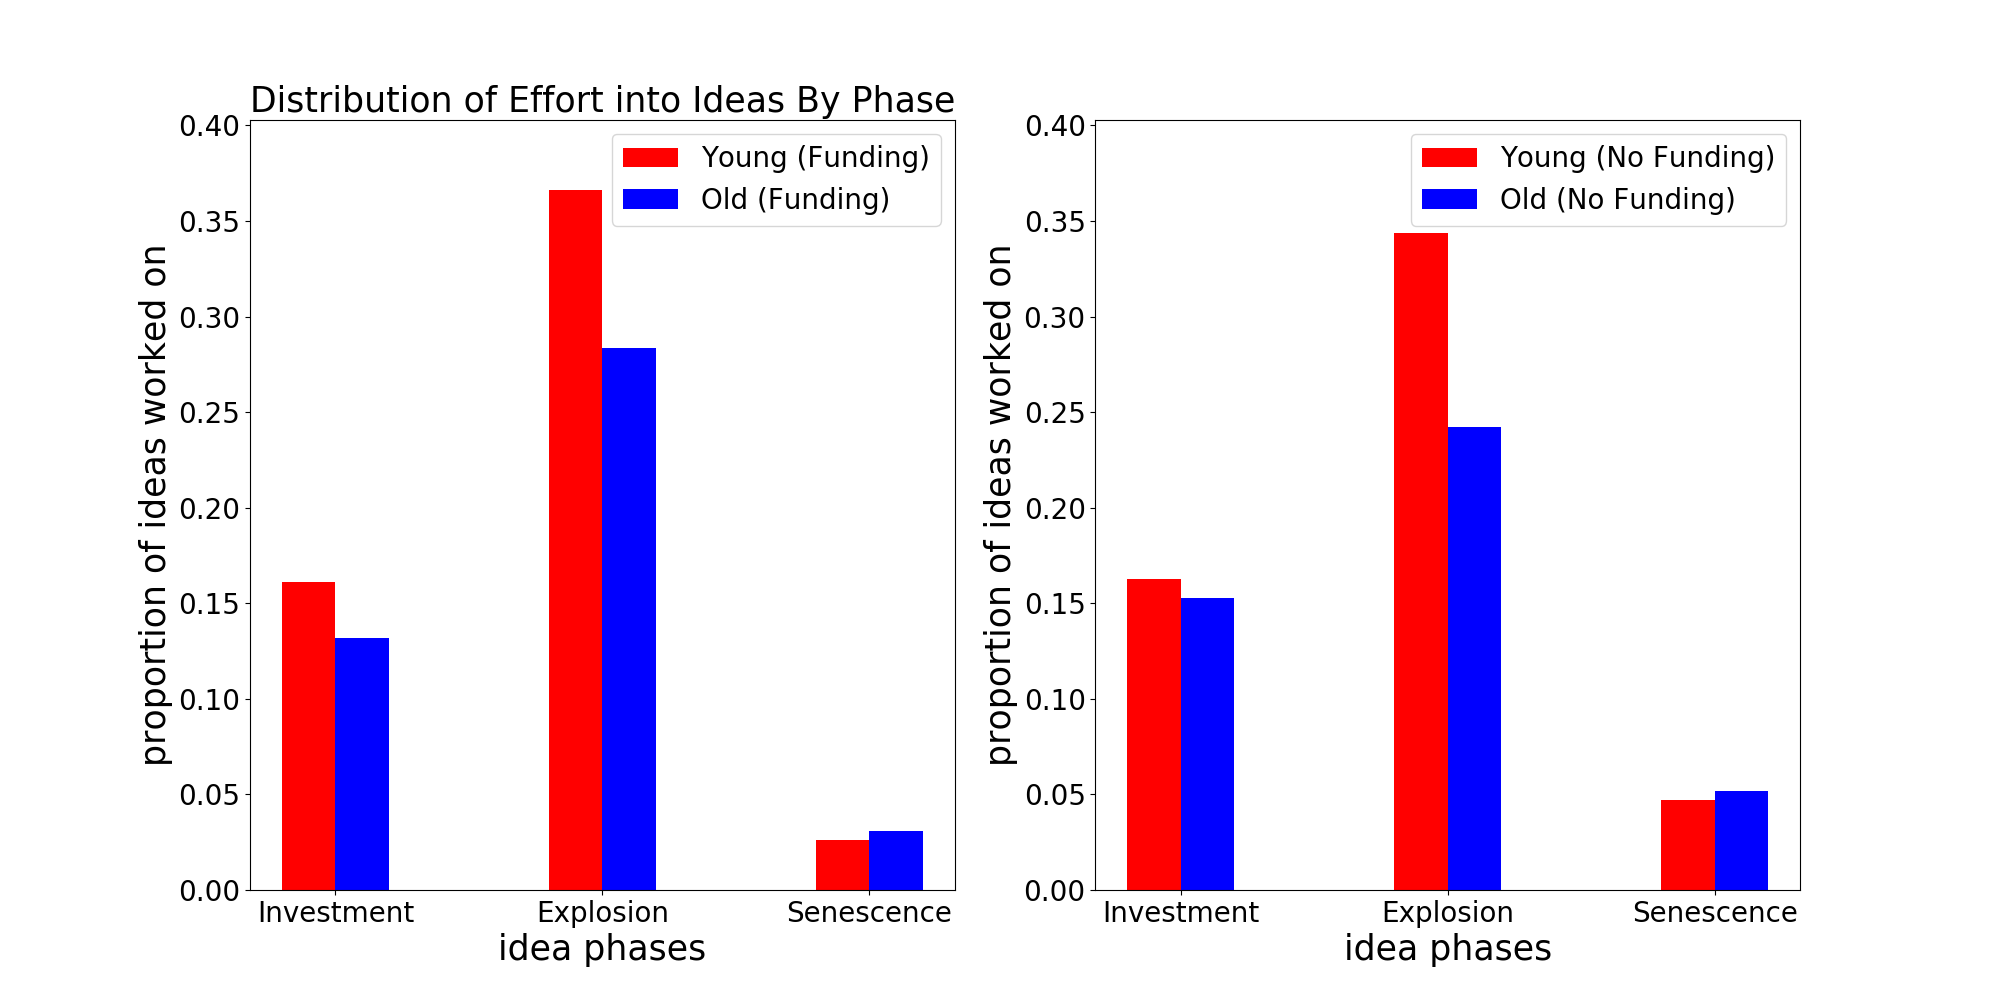 Distribution of Effort into Ideas By Phase
proportion of ideas worked on
0.40
0.35
0.30
0.25
0.20
0.15
0.10
0.05
0.00
Young (Funding)
Old (Funding)
Investment
Explosion
Senescence
idea phases
proportion of ideas worked on
0.40
0.35
0.30
0.25
0.20
0.15
0.10
0.05
0.00
Young (No Funding)
Old (No Funding)
Investment
Explosion
Senescence
idea phases